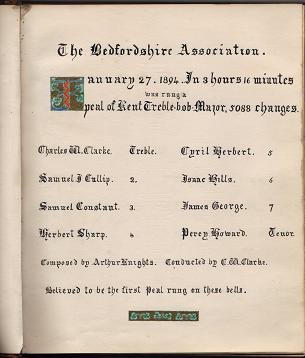 The Bedfordshire Association.
January 27. 1894. In 3 hours 16 minutes
was rung a
peal of Kent Treble-bob-Major, 5088 changes.
Charles W. Clarke. Treble. Cyril Herbert. 5
Samuel J Cullip. 2. Isaac Hills. 6
Samuel Constant. 3. James George. 7
Herbert Sharp. 4 Percy Howard. Tenor
Composed by Arthur Knights. Conducted by C.W. Clarke.
Believed to be the first Peal rung on these bells.